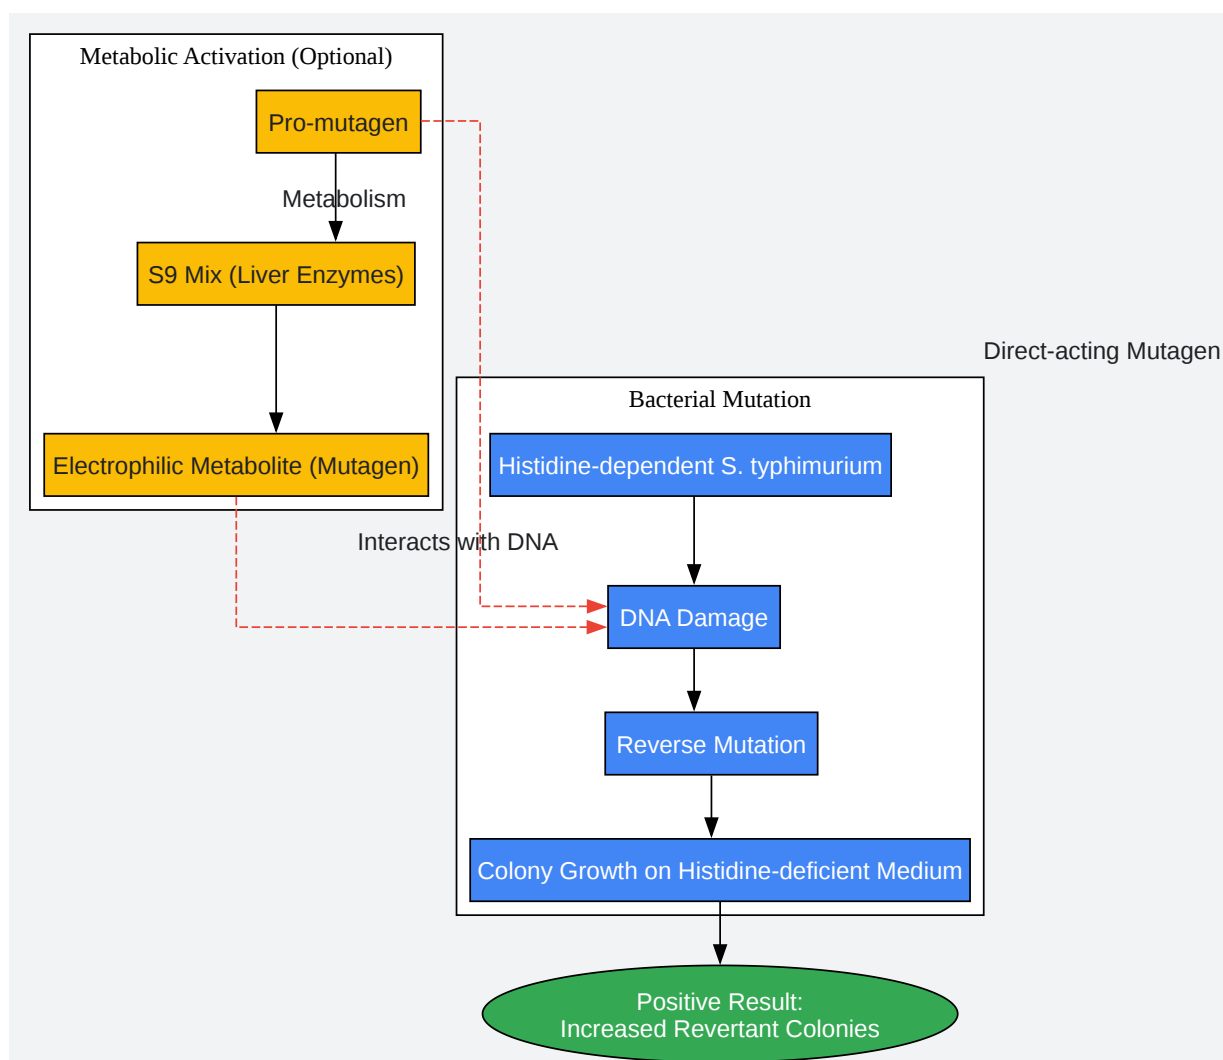 Metabolic Activation (Optional)
Pro-mutagen
Metabolism
S9 Mix (Liver Enzymes)
Electrophilic Metabolite (Mutagen)
Direct-acting Mutagen
Bacterial Mutation
Histidine-dependent S. typhimurium
Interacts with DNA
DNA Damage
Reverse Mutation
Colony Growth on Histidine-deficient Medium
Positive Result:
Increased Revertant Colonies